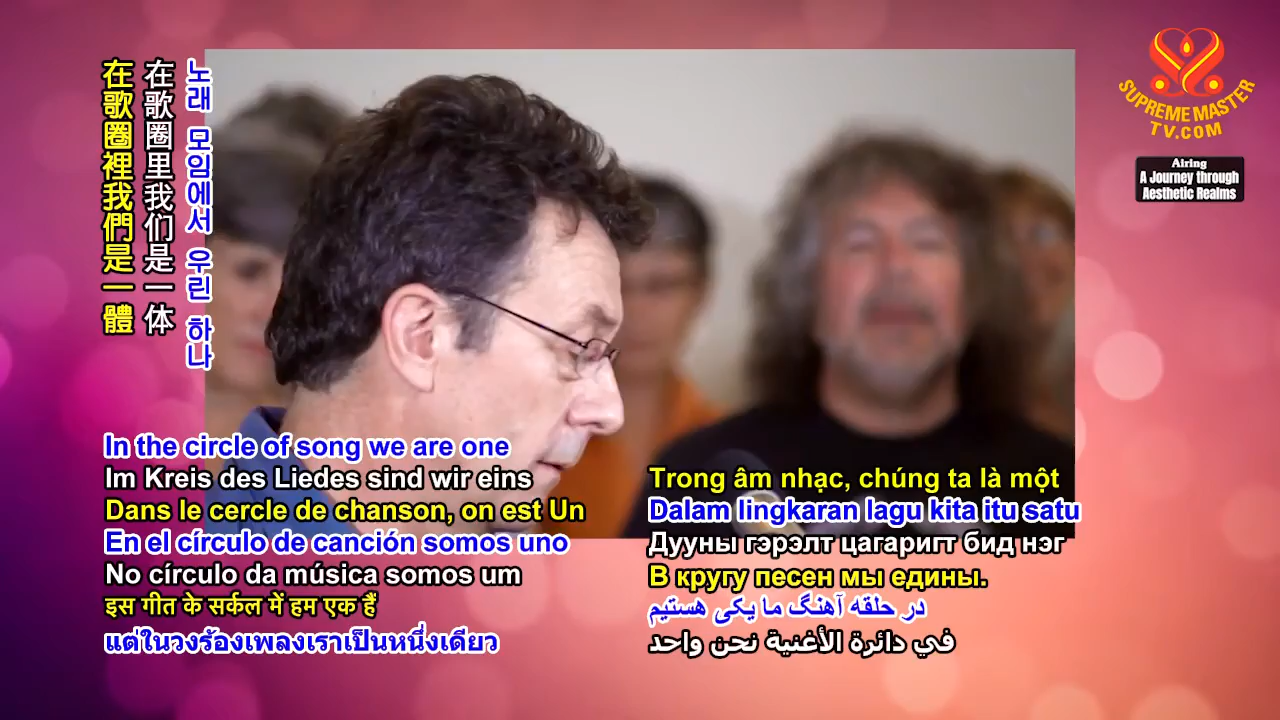 在歌圈裡我們是一體
在歌圈里我们是一体
노래 모임에서 우린 하나
SUPREME MASTER
TV.COM
Airing
A Journey through
Aesthetic Realms
In the circle of song we are one
Im Kreis des Liedes sind wir eins
Dans le cercle de chanson, on est Un
En el círculo de canción somos uno
No círculo da música somos um
इस गीत के सर्कल में हम एक हैं
แต่ในวงร้องเพลงเราเป็นหนึ่งเดียว
Trong âm nhạc, chúng ta là một
Dalam lingkaran lagu kita itu satu
Дууны гэрэлт цагаригт бид нэг
В кругу песен мы едины.
در حلقه آهنگ ما یکی هستیم
في دائرة الأغنية نحن واحد